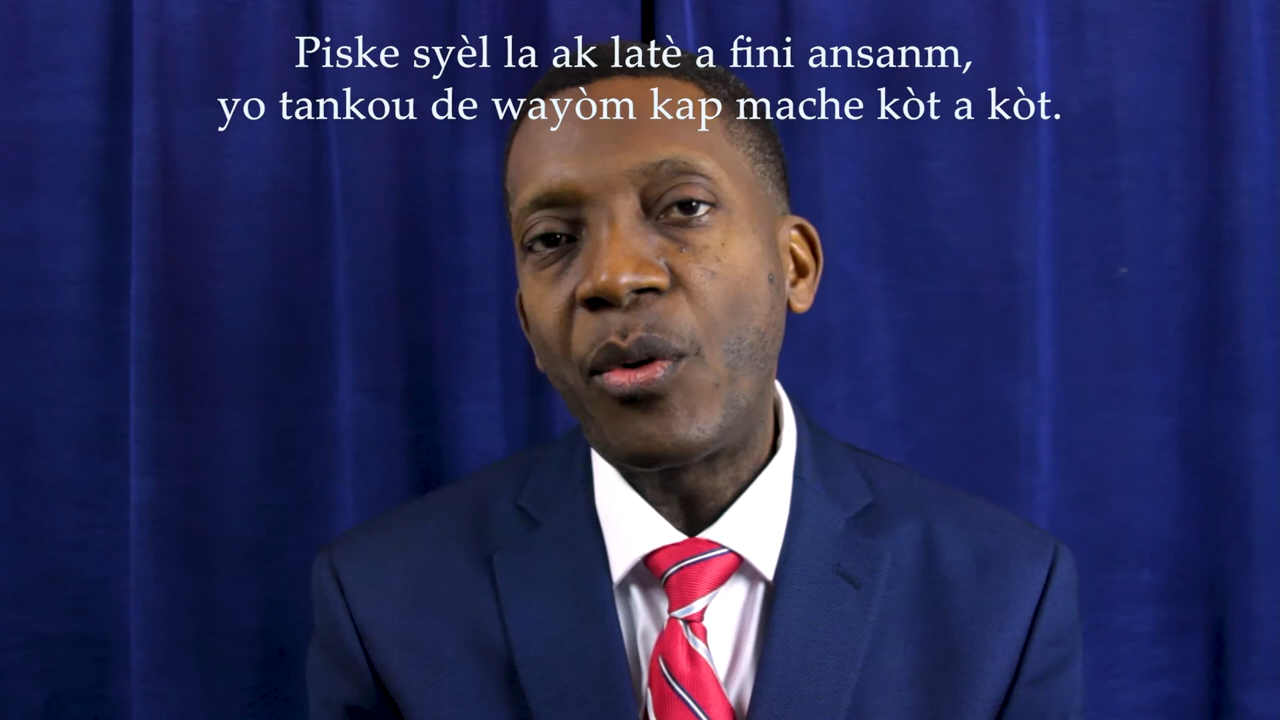 Piske syèl la ak latè a fini ansanm,
yo tankou de wayòm kap mache kòt a kòt.